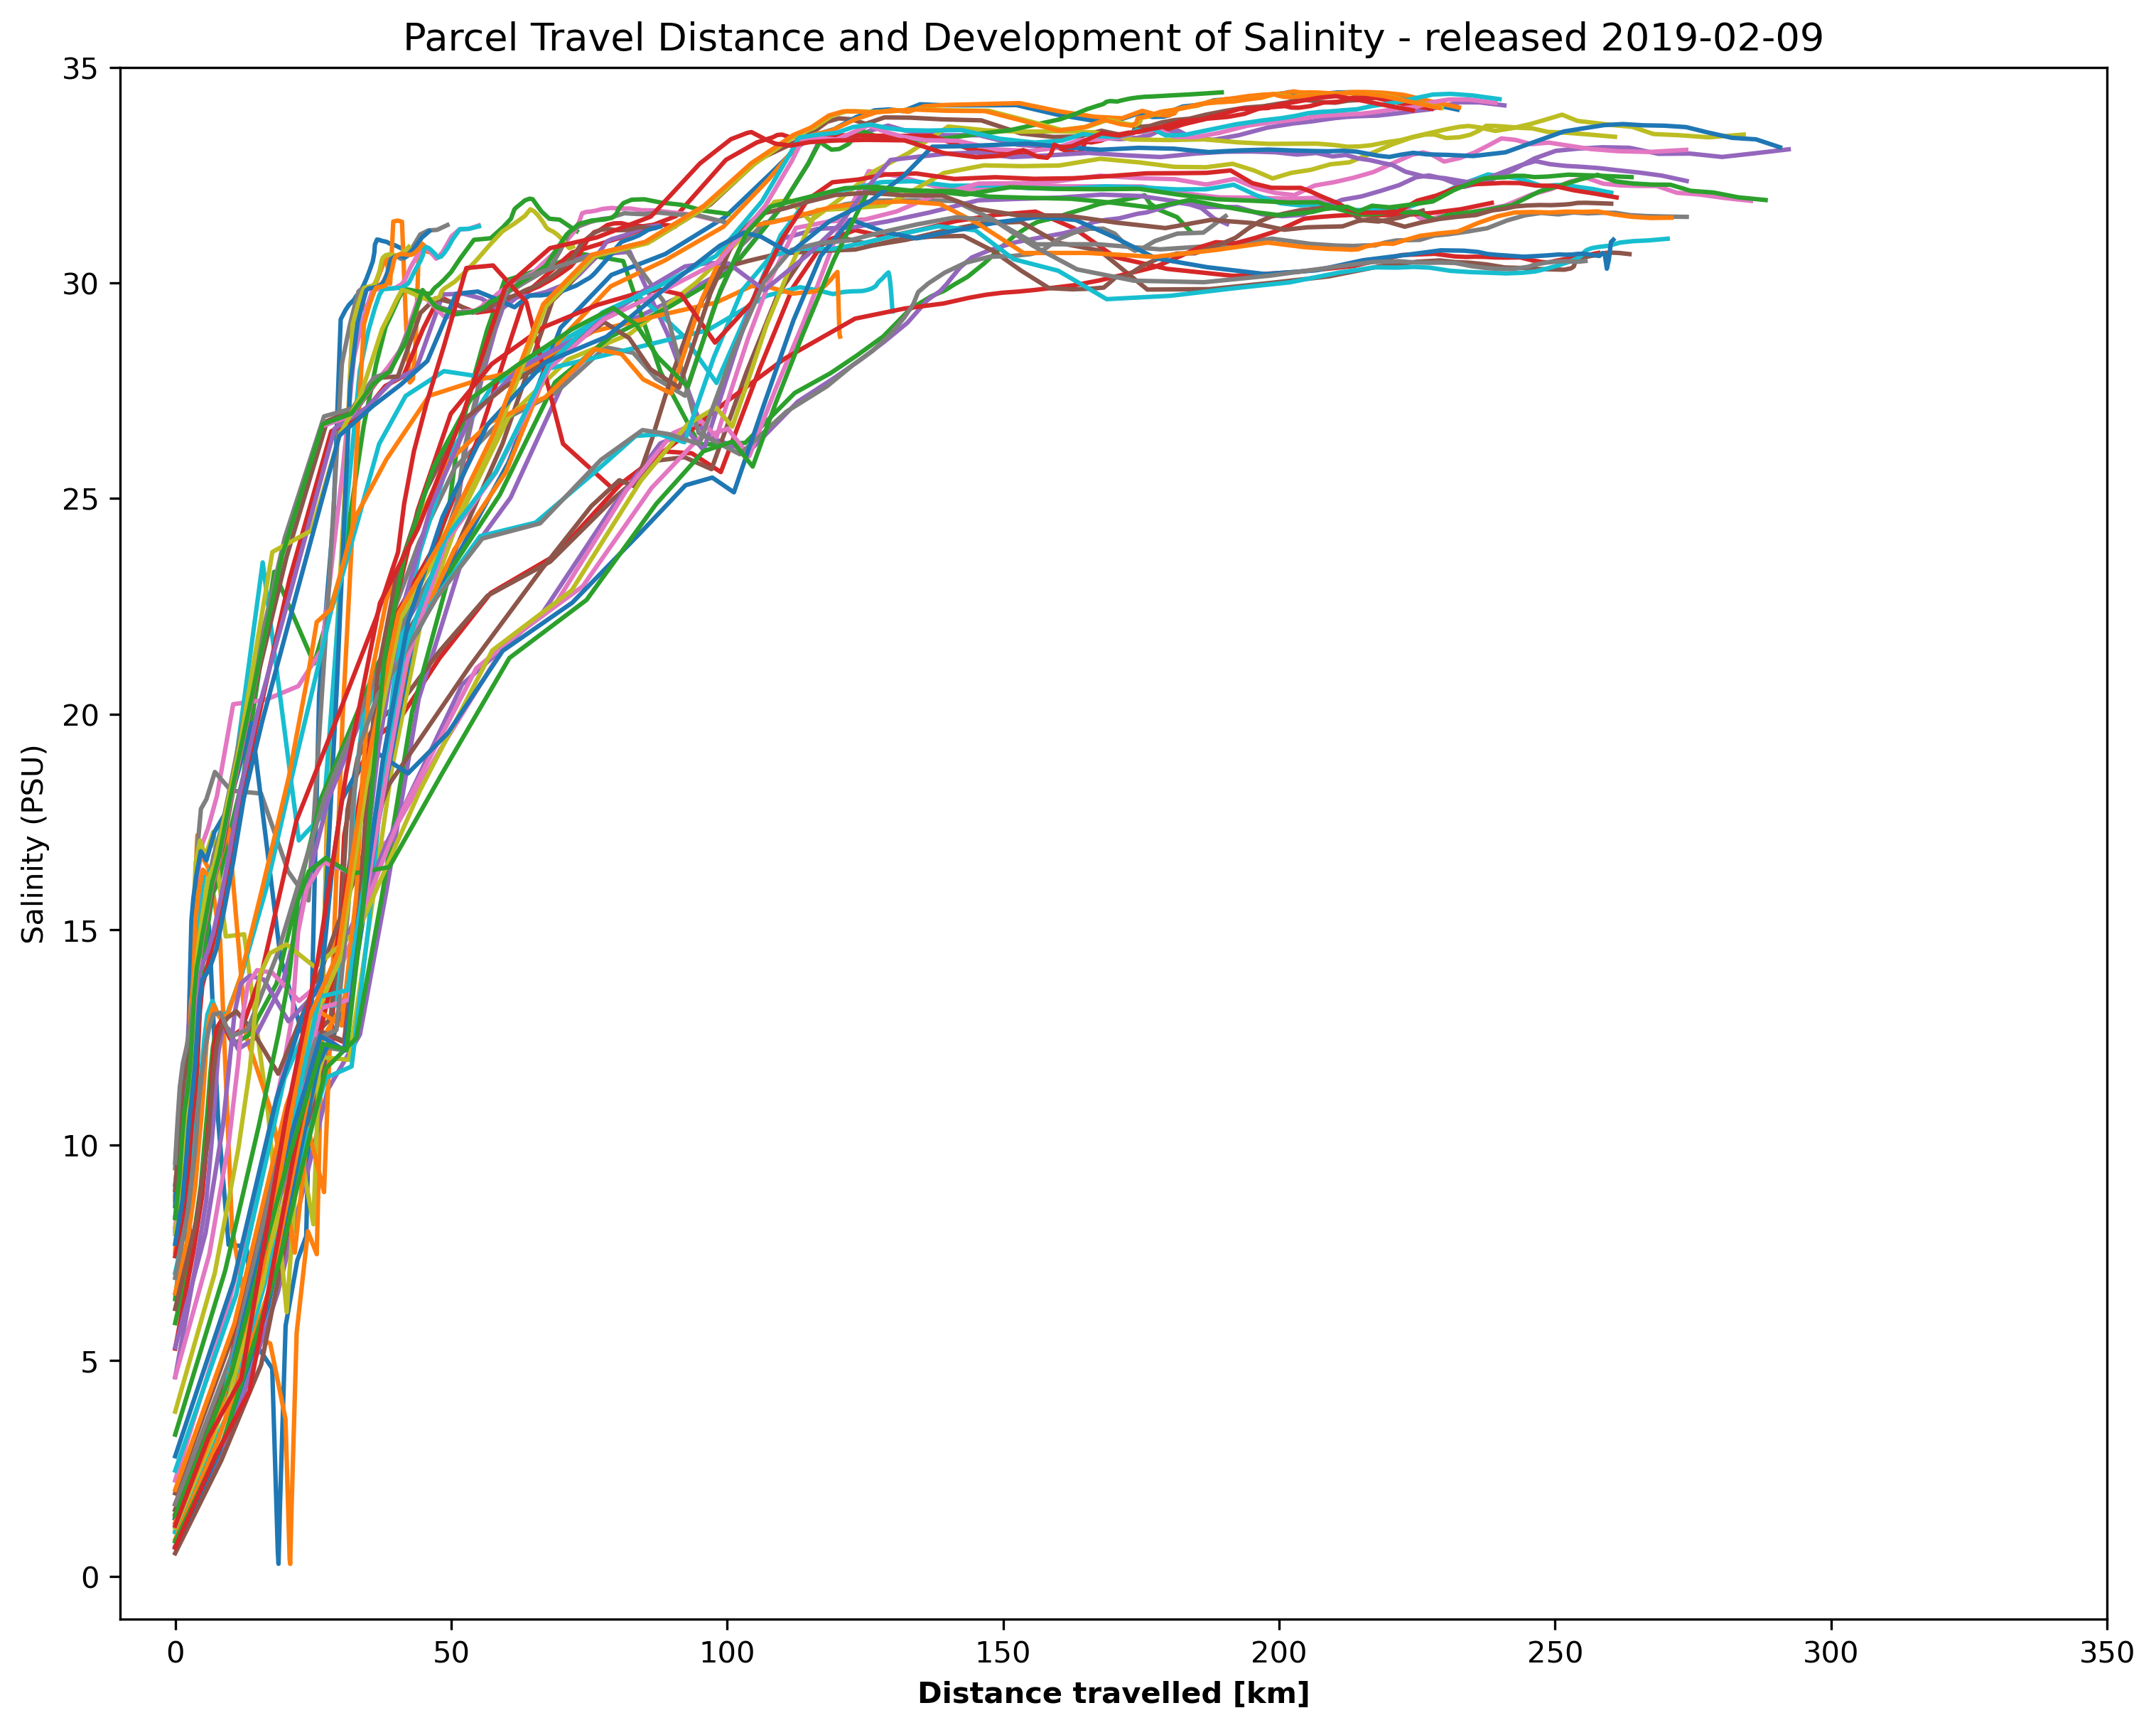 Parcel Travel Distance and Development of Salinity - released 2019-02-09
35
30
25
20
15
10
5
0
Salinity (PSU)
0 50 100 150 200 250 300 350
Distance travelled [km]